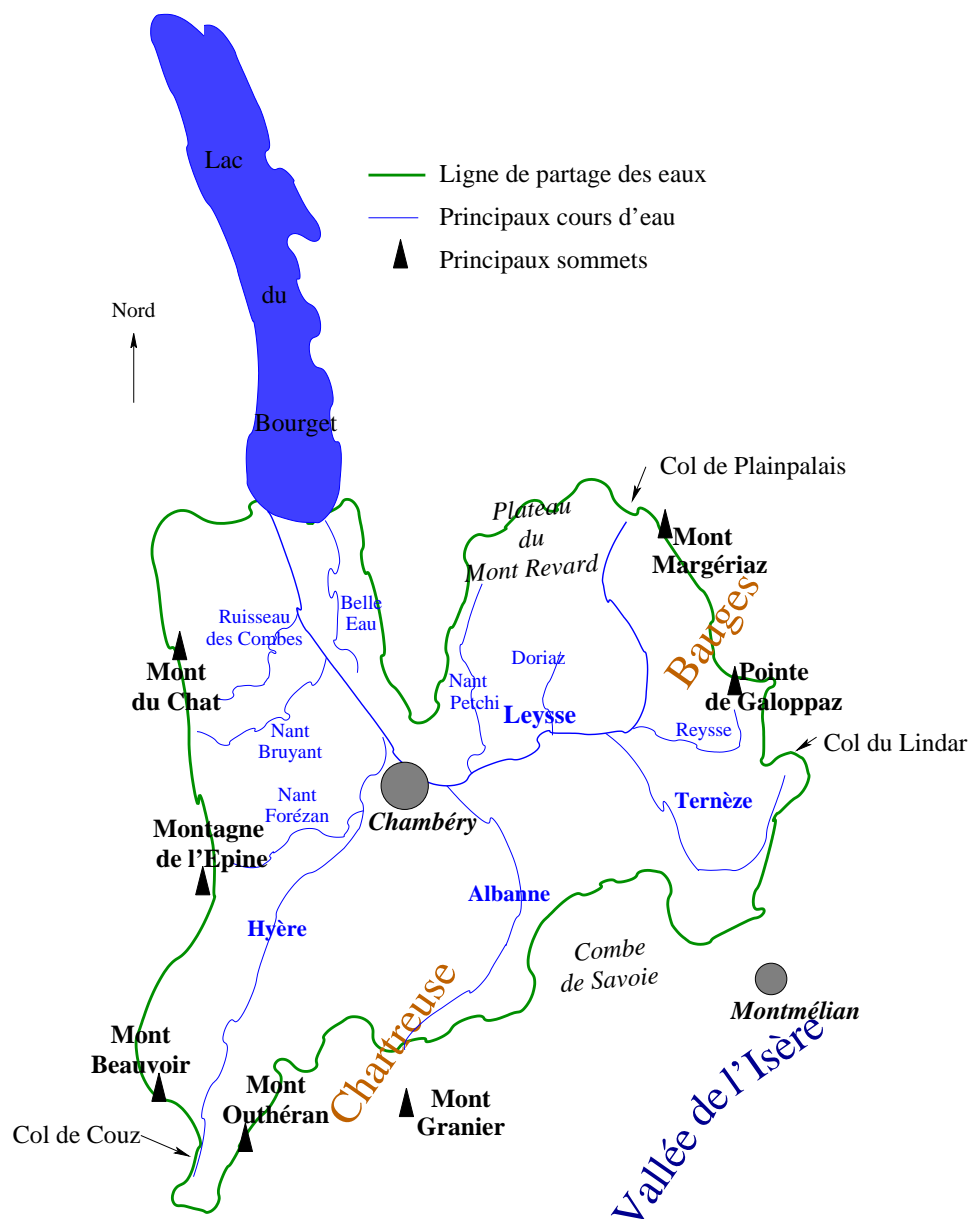 Lac
du
Bourget
Ligne de partage des eaux
Principaux cours d'eau
Principaux sommets
Nord
Col de Plainpalais
Plateau
du
Mont Revard
Mont
Margériaz
Bauges
Belle
Eau
Ruisseau
des Combes
Doriaz
Mont
du Chat
Nant
Petchi
Leysse
Pointe
de Galoppaz
Nant
Bruyant
Reysse
Col du Lindar
Nant
Forézan
Chambéry
Ternèze
Montagne
de l'Epine
Albanne
Hyère
Combe
de Savoie
Chartreuse
Montmélian
Mont
Beauvoir
Mont
Outhéran
Mont
Granier
Col de Couz
Vallée de l'Isère